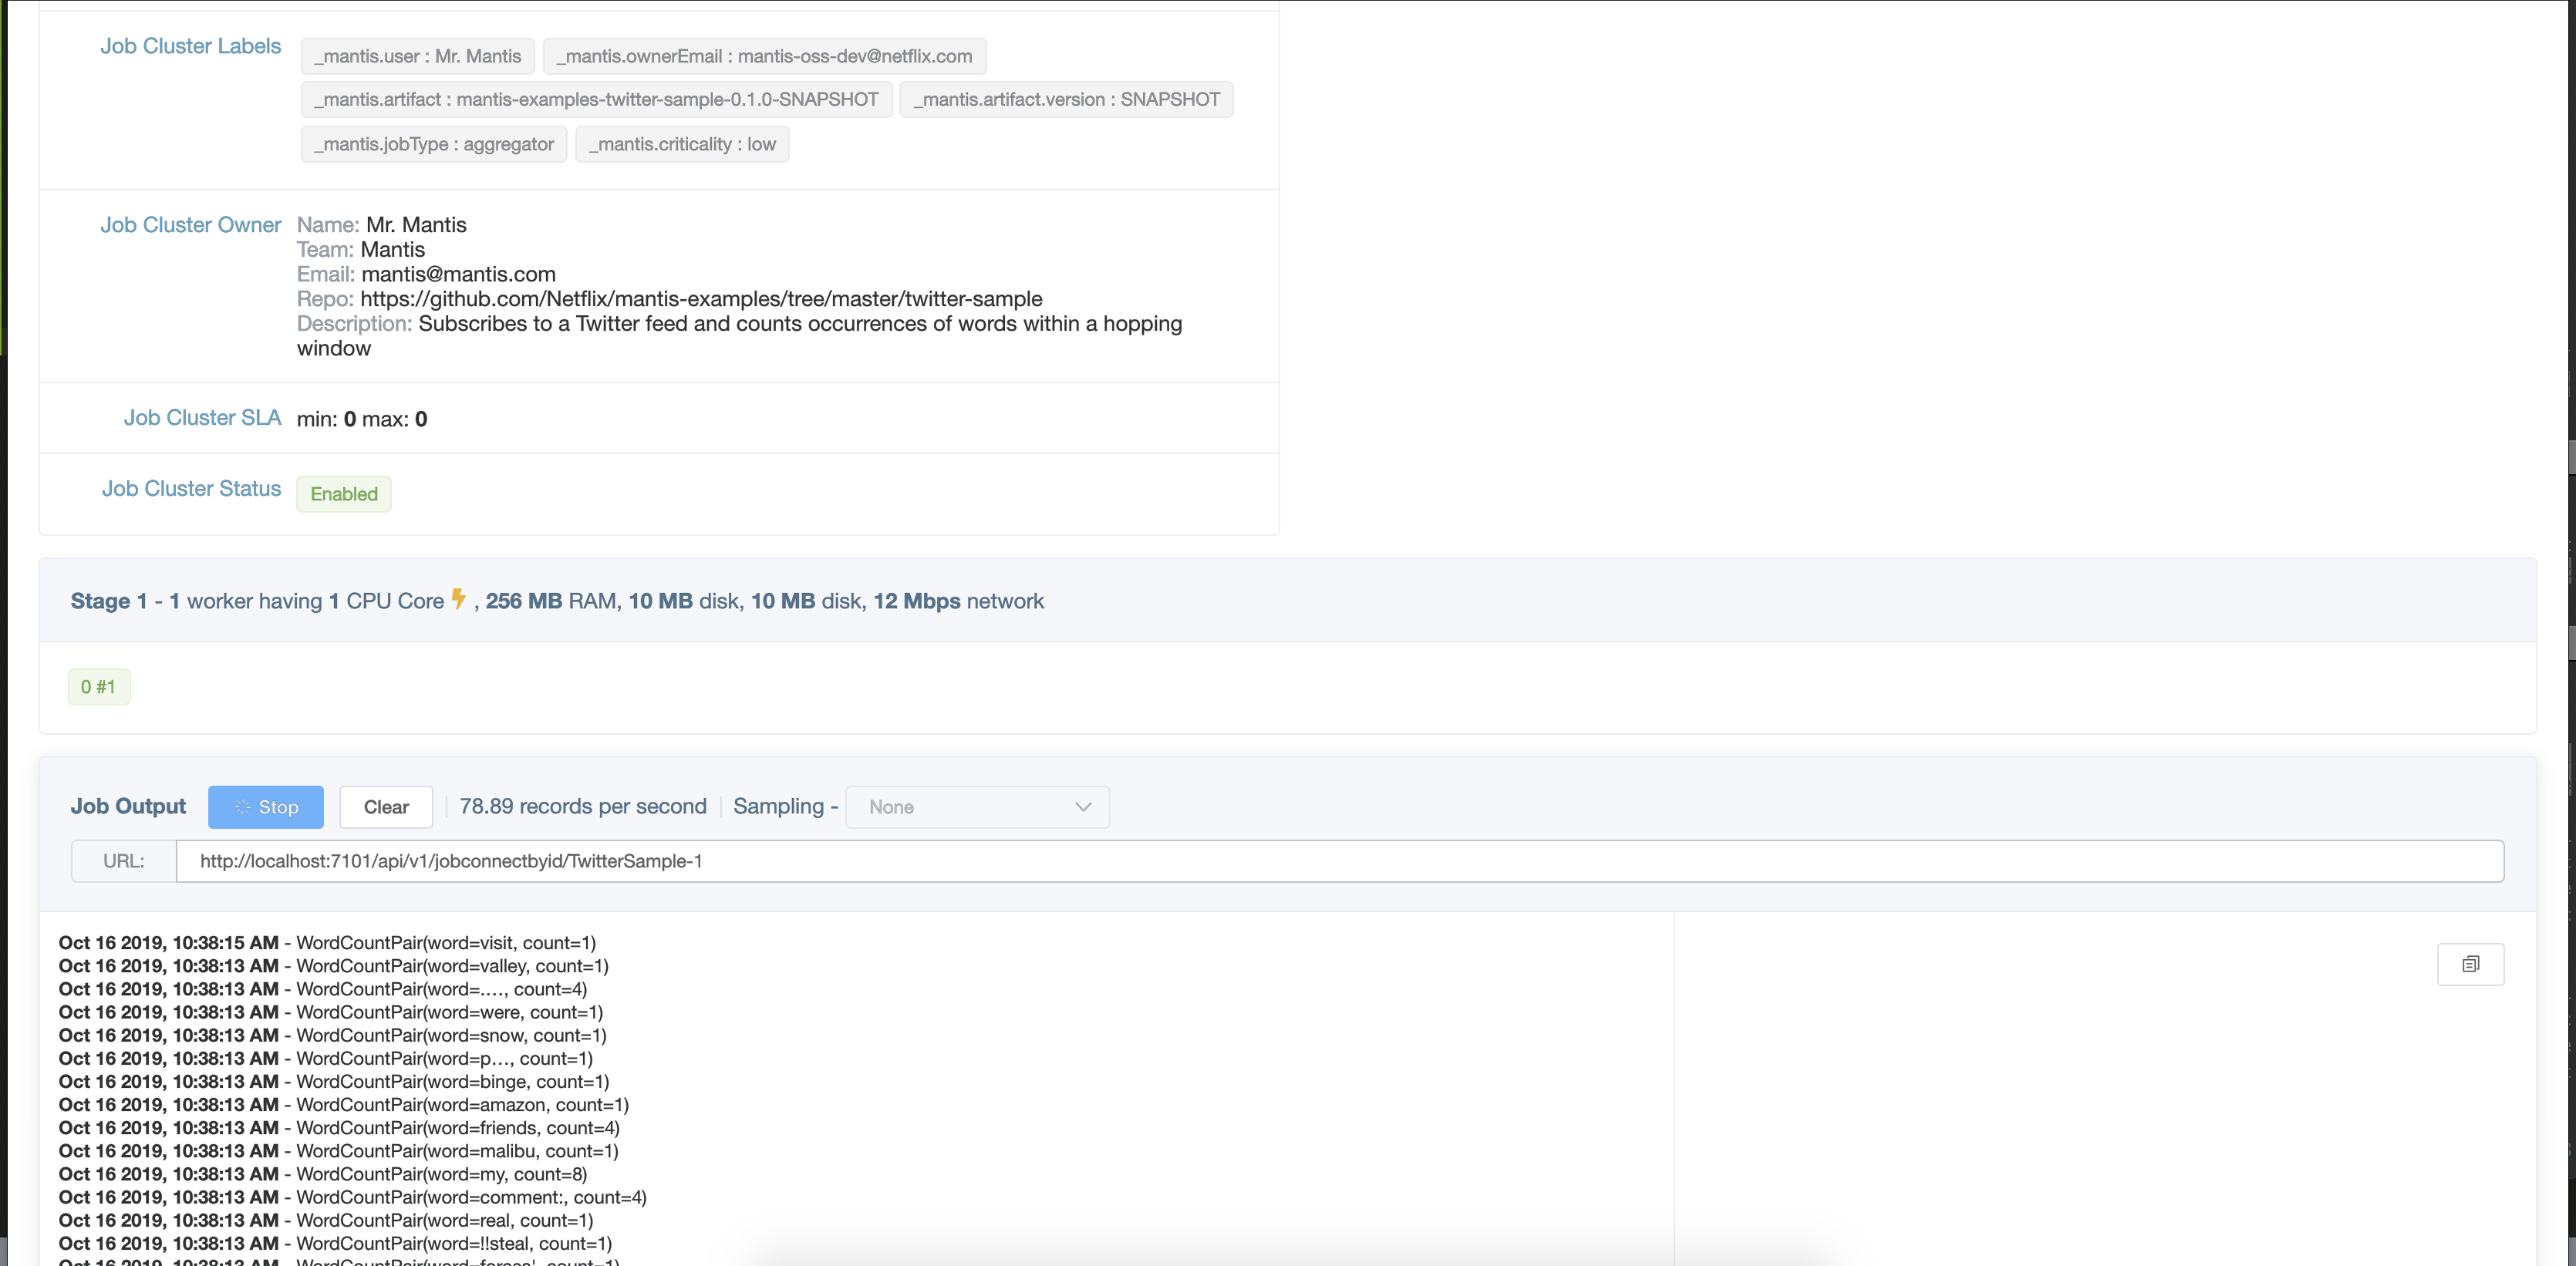 Job Cluster Labels
_mantis.user : Mr. Mantis _mantis.ownerEmail : mantis-oss-dev@netflix.com
_mantis.artifact : mantis-examples-twitter-sample-0.1.0-SNAPSHOT _mantis.artifact.version : SNAPSHOT
_mantis.jobType : aggregator _mantis.criticality : low
Job Cluster Owner
Name: Mr. Mantis
Team: Mantis
Email: mantis@mantis.com
Repo: https://github.com/Netflix/mantis-examples/tree/master/twitter-sample
Description: Subscribes to a Twitter feed and counts occurrences of words within a hopping
window
Job Cluster SLA min: 0 max: 0
Job Cluster Status Enabled
Stage 1 - 1 worker having 1 CPU Core , 256 MB RAM, 10 MB disk, 10 MB disk, 12 Mbps network
0 #1
Job Output Stop Clear 78.89 records per second Sampling - None
URL: http://localhost:7101/api/v1/jobconnectbyid/TwitterSample-1
Oct 16 2019, 10:38:15 AM - WordCountPair(word=visit, count=1)
Oct 16 2019, 10:38:13 AM - WordCountPair(word=valley, count=1)
Oct 16 2019, 10:38:13 AM - WordCountPair(word=...., count=4)
Oct 16 2019, 10:38:13 AM - WordCountPair(word=were, count=1)
Oct 16 2019, 10:38:13 AM - WordCountPair(word=snow, count=1)
Oct 16 2019, 10:38:13 AM - WordCountPair(word=p…, count=1)
Oct 16 2019, 10:38:13 AM - WordCountPair(word=binge, count=1)
Oct 16 2019, 10:38:13 AM - WordCountPair(word=amazon, count=1)
Oct 16 2019, 10:38:13 AM - WordCountPair(word=friends, count=4)
Oct 16 2019, 10:38:13 AM - WordCountPair(word=malibu, count=1)
Oct 16 2019, 10:38:13 AM - WordCountPair(word=my, count=8)
Oct 16 2019, 10:38:13 AM - WordCountPair(word=comment:, count=4)
Oct 16 2019, 10:38:13 AM - WordCountPair(word=real, count=1)
Oct 16 2019, 10:38:13 AM - WordCountPair(word=!!steal, count=1)
Oct 16 2019, 10:38:13 AM - WordCountPair(word=forces', count=1)